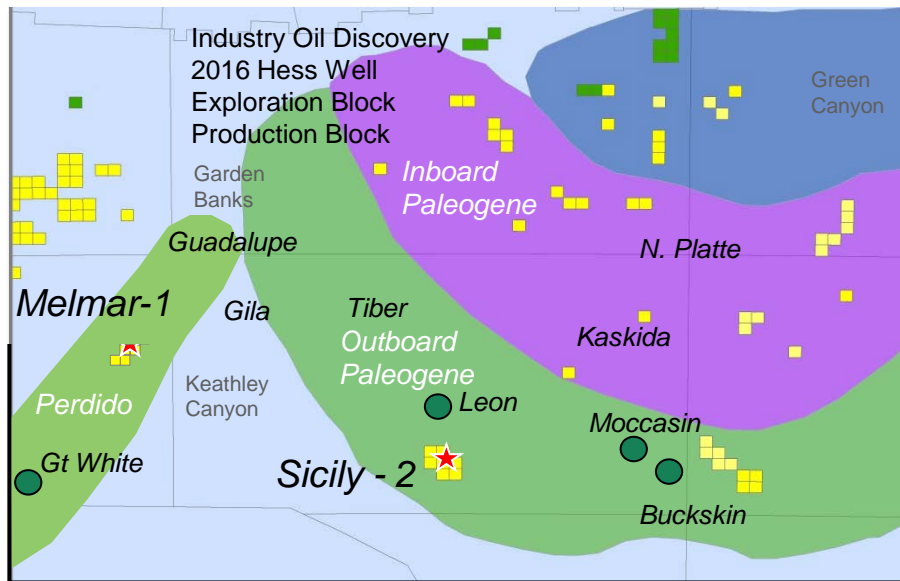 Industry Oil Discovery
2016 Hess Well
Exploration Block
Production Block
Green
Canyon
Garden
Banks
Inboard
Paleogene
Guadalupe
N. Platte
Melmar-1
Gila
Tiber
Outboard
Paleogene
Kaskida
Keathley
Canyon
Perdido
Leon
Moccasin
Gt White
Sicily - 2
Buckskin